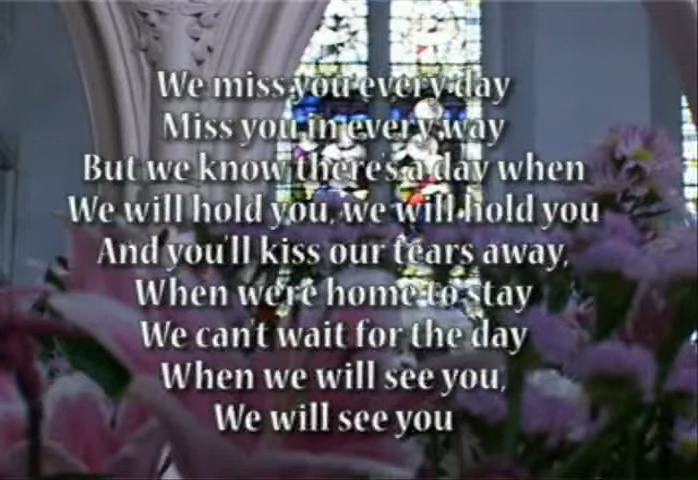 We miss you every day
Miss you in every way
But we know there's a day when
We will hold you, we will hold you
And you'll kiss our tears away,
When we're home to stay
We can't wait for the day
When we will see you,
We will see you